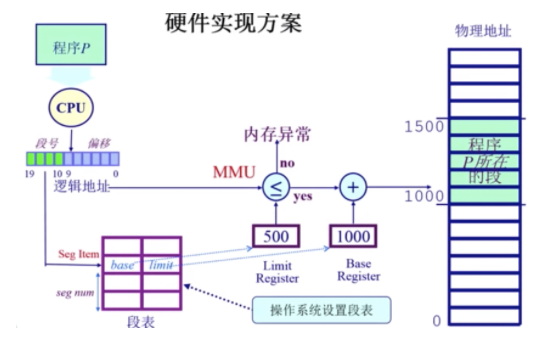 硬件实现方案
物理地址
程序P
CPU
段号 偏移
19 10 9 0
逻辑地址
MMU
内存异常
no
≤
yes
+
500
1000
Limit
Register
Base
Register
1500
1000
0
程序
P所在
的段
Seg Item
base limit
seg num
段表
操作系统设置段表